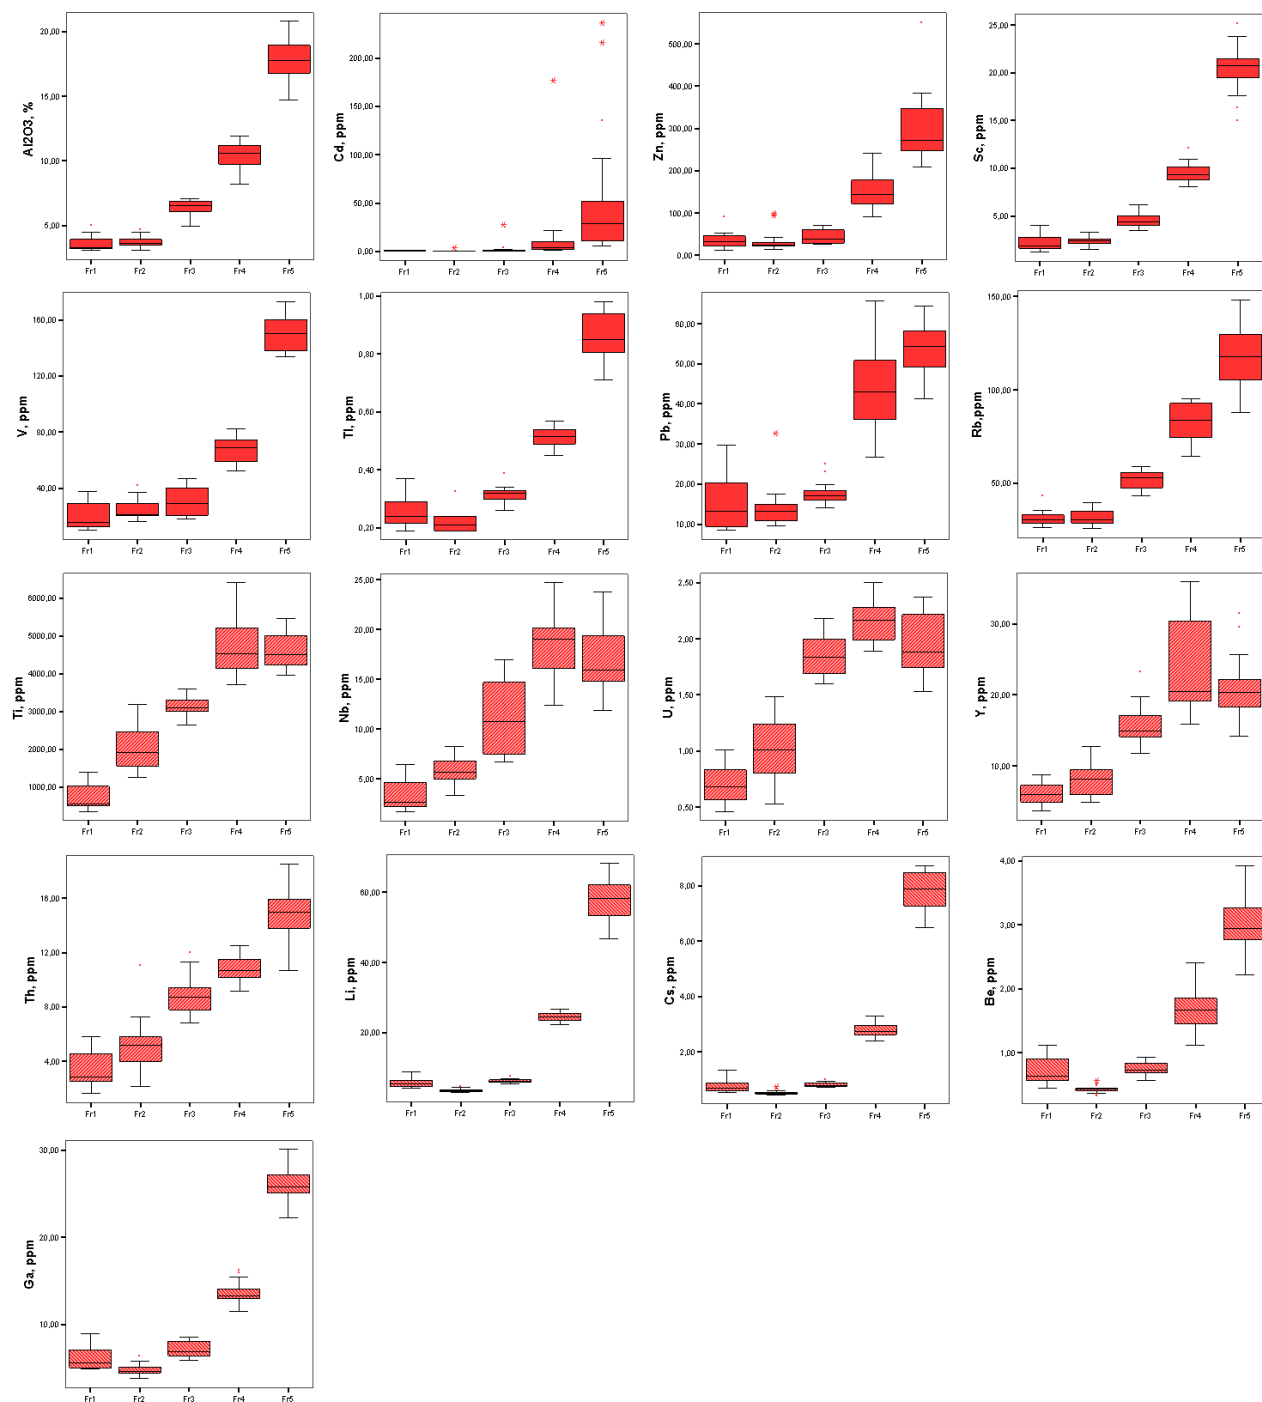 Al2O3, %
20,00
15,00
10,00
5,00
Fr1 Fr2 Fr3 Fr4 Fr5
Cd, ppm
200,00
150,00
100,00
50,00
0,00
Fr1 Fr2 Fr3 Fr4 Fr5
Zn, ppm
500,00
400,00
300,00
200,00
100,00
0,00
Fr1 Fr2 Fr3 Fr4 Fr5
Sc, ppm
25,00
20,00
15,00
10,00
5,00
Fr1 Fr2 Fr3 Fr4 Fr5
V, ppm
160,00
120,00
80,00
40,00
Fr1 Fr2 Fr3 Fr4 Fr5
Tl, ppm
1,00
0,80
0,60
0,40
0,20
Fr1 Fr2 Fr3 Fr4 Fr5
Pb, ppm
60,00
50,00
40,00
30,00
20,00
10,00
Fr1 Fr2 Fr3 Fr4 Fr5
Rb,ppm
150,00
100,00
50,00
Fr1 Fr2 Fr3 Fr4 Fr5
Ti, ppm
6000,00
5000,00
4000,00
3000,00
2000,00
1000,00
Fr1 Fr2 Fr3 Fr4 Fr5
Nb, ppm
25,00
20,00
15,00
10,00
5,00
Fr1 Fr2 Fr3 Fr4 Fr5
U, ppm
2,50
2,00
1,50
1,00
0,50
Fr1 Fr2 Fr3 Fr4 Fr5
Y, ppm
30,00
20,00
10,00
Fr1 Fr2 Fr3 Fr4 Fr5
Th, ppm
16,00
12,00
8,00
4,00
Fr1 Fr2 Fr3 Fr4 Fr5
Li, ppm
60,00
40,00
20,00
Fr1 Fr2 Fr3 Fr4 Fr5
Cs, ppm
8,00
6,00
4,00
2,00
Fr1 Fr2 Fr3 Fr4 Fr5
Be, ppm
4,00
3,00
2,00
1,00
Fr1 Fr2 Fr3 Fr4 Fr5
Ga, ppm
30,00
20,00
10,00
Fr1 Fr2 Fr3 Fr4 Fr5